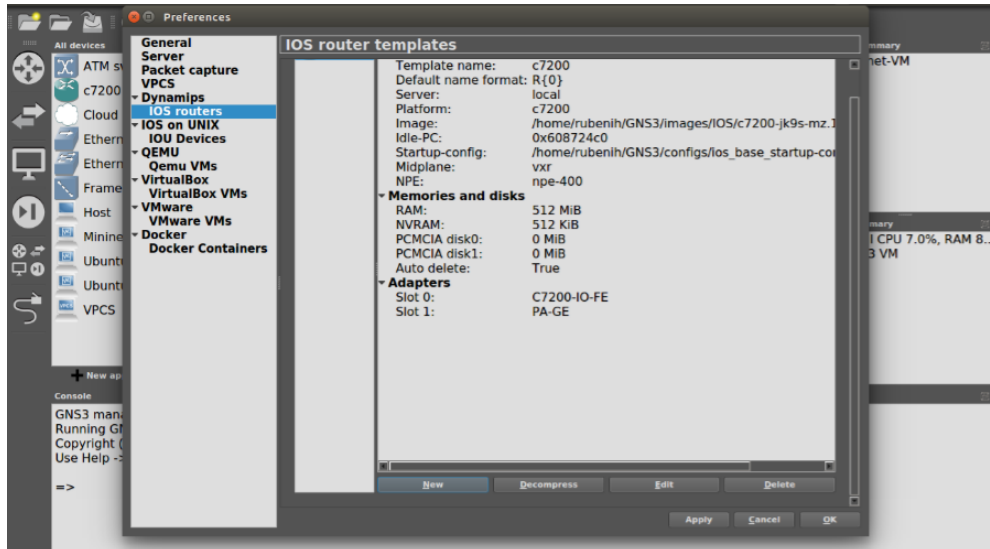 Preferences
All devices
ATM
c7200
Cloud
Ethern
Ethern
Frame
Host
Minine
Ubunt
Ubunt
VPCS
New ap
Console
GNS3 mana
Running GN
Copyright (
Use Help ->
=>
General
Server
Packet capture
VPCS
Dynamips
IOS routers
IOS on UNIX
IOU Devices
QEMU
Qemu VMs
VirtualBox
VirtualBox VMs
VMware
VMware VMs
Docker
Docker Containers
IOS router templates
Template name: c7200
Default name format: R{0}
Server: local
Platform: c7200
Image: /home/rubenih/GNS3/images/IOS/c7200-jk9s-mz.1
Idle-PC: 0x608724c0
Startup-config: /home/rubenih/GNS3/configs/ios_base_startup-co
Midplane: vxr
NPE: npe-400
Memories and disks
RAM: 512 MiB
NVRAM: 512 KiB
PCMCIA disk0: 0 MiB
PCMCIA disk1: 0 MiB
Auto delete: True
Adapters
Slot 0: C7200-IO-FE
Slot 1: PA-GE
New Decompress Edit Delete
Apply Cancel OK
mmary
net-VM
mary
I CPU 7.0%, RAM 8..
3 VM